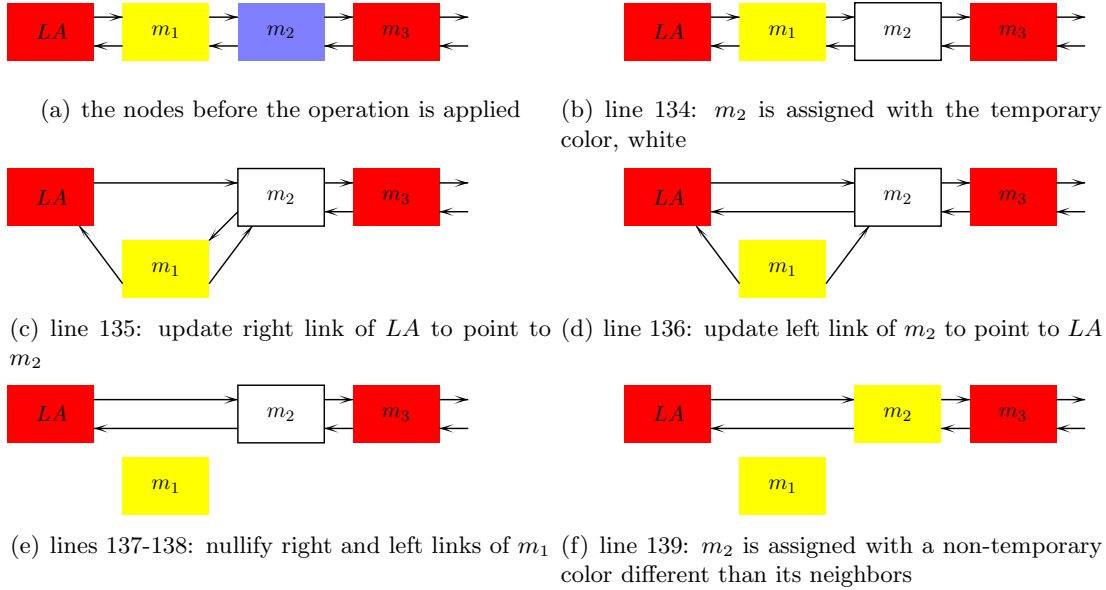 LA m₁ m₂ m₃
LA m₁ m₂ m₃
(a) the nodes before the operation is applied
(b) line 134: m₂ is assigned with the temporary
color, white
LA m₂ m₃
m₁
LA m₂ m₃
m₁
(c) line 135: update right link of LA to point to
m₂
(d) line 136: update left link of m₂ to point to LA
LA m₂ m₃
m₁
LA m₂ m₃
m₁
(e) lines 137-138: nullify right and left links of m₁
(f) line 139: m₂ is assigned with a non-temporary
color different than its neighbors